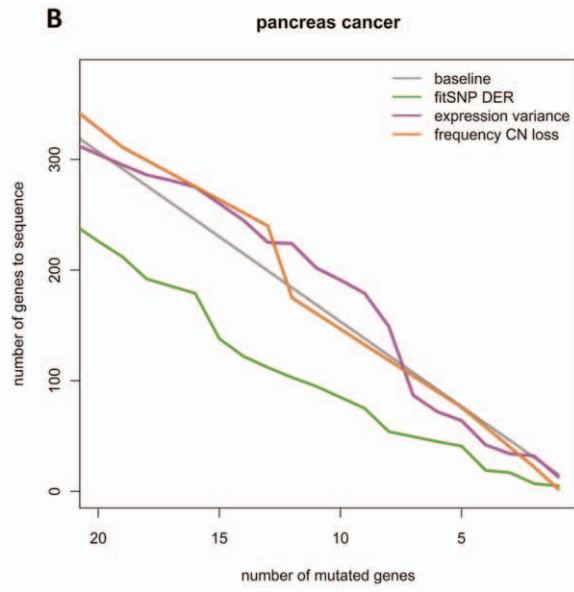 B
pancreas cancer
baseline
fitSNP DER
expression variance
frequency CN loss
number of genes to sequence
300
200
100
0
20
15
10
5
number of mutated genes